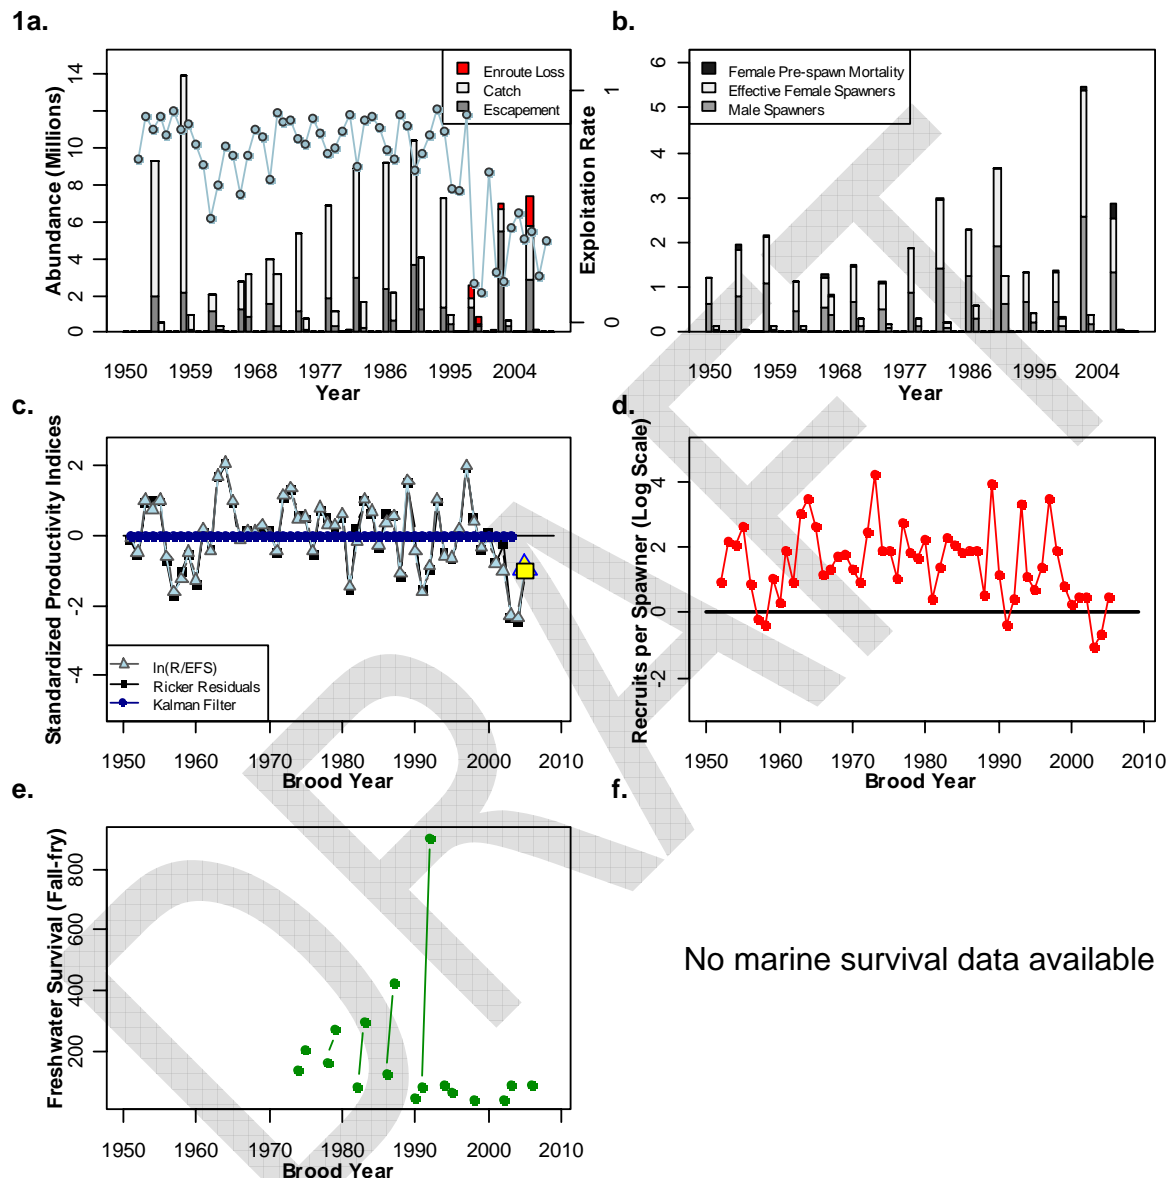 1a.
b.
14
12
10
8
6
4
2
0
Abundance (Millions)
Enroute Loss
Catch
Escapement
1
0
Exploitation Rate
1950 1959 1968 1977 1986 1995 2004
Year
6
5
4
3
2
1
0
Female Pre-spawn Mortality
Effective Female Spawners
Male Spawners
1950 1959 1968 1977 1986 1995 2004
Year
c.
d.
Standardized Productivity Indices
2
0
-2
-4
ln(R/EFS)
Ricker Residuals
Kalman Filter
1950 1960 1970 1980 1990 2000 2010
Brood Year
Recruits per Spawner (Log Scale)
4
2
0
-2
1950 1960 1970 1980 1990 2000 2010
Brood Year
e.
f.
Freshwater Survival (Fall-fry)
800
600
400
200
1950 1960 1970 1980 1990 2000 2010
Brood Year
No marine survival data available
DRAFT